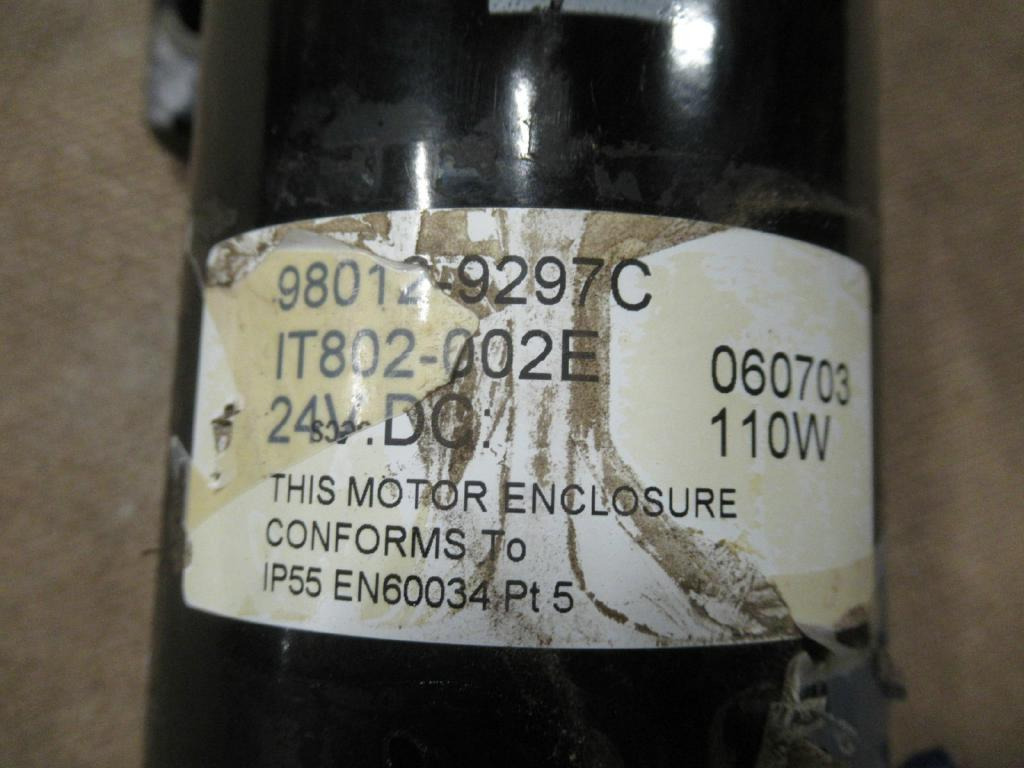 98012-9297C
IT802-002E
060703
24V.DC:
110W
THIS MOTOR ENCLOSURE
CONFORMS To
IP55 EN60034 Pt 5